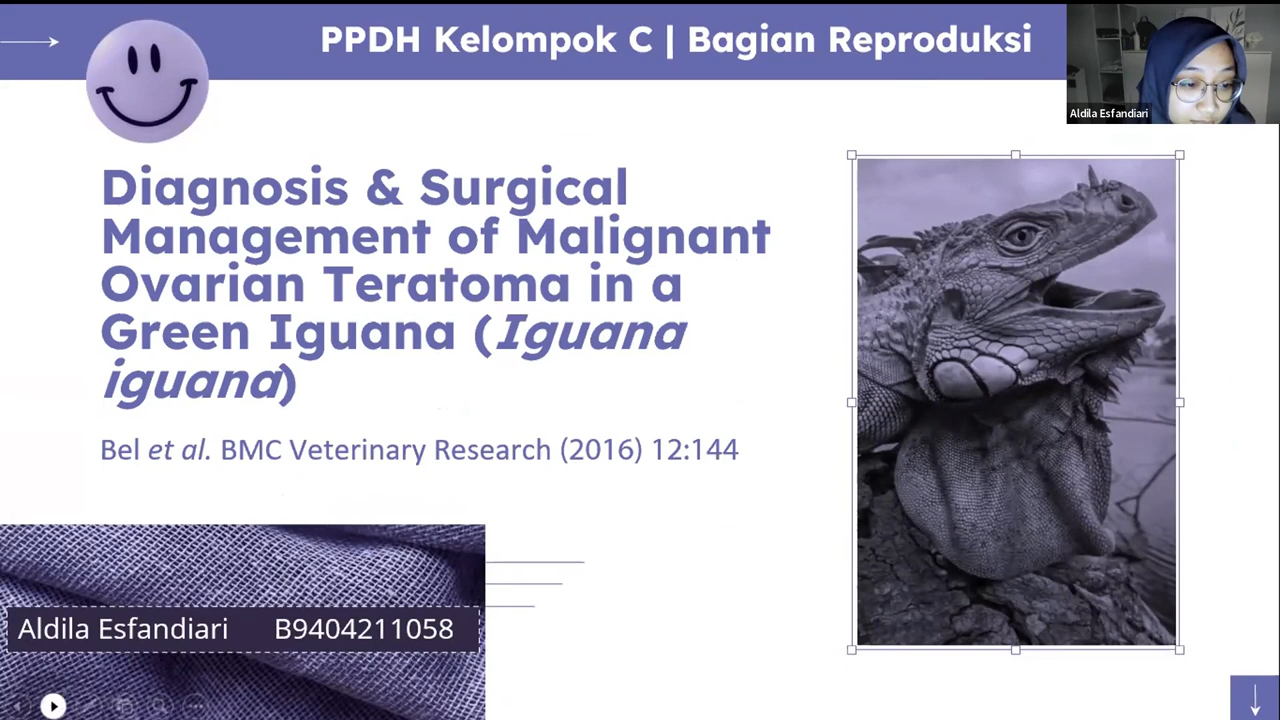 PPDH Kelompok C | Bagian Reproduksi
Aldila Esfandiari
Diagnosis & Surgical
Management of Malignant
Ovarian Teratoma in a
Green Iguana (Iguana
iguana)
Bel et al. BMC Veterinary Research (2016) 12:144
Aldila Esfandiari B9404211058